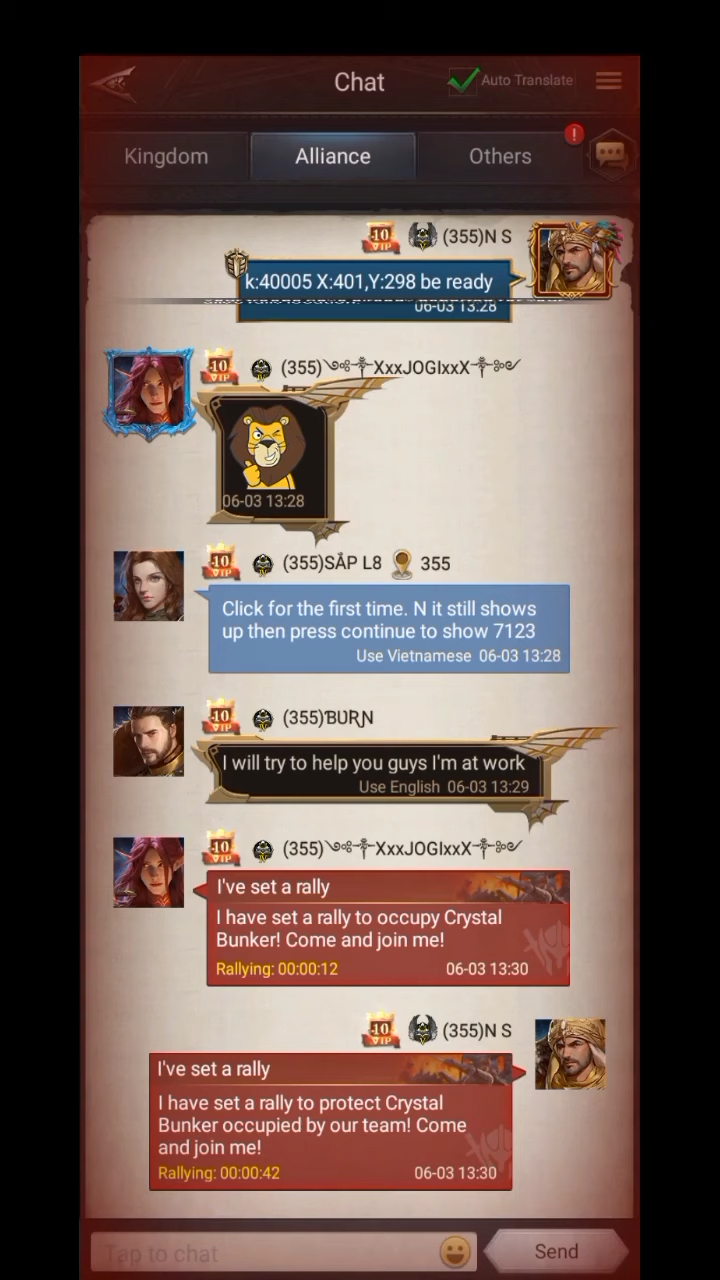 Chat
Auto Translate
Kingdom
Alliance
Others
!
10 VIP (355)N S
k:40005 X:401,Y:298 be ready
06-03 13:28
10 VIP (355)༺༒XxxJOGIxxX༒༻
06-03 13:28
10 VIP (355)SẬP L8 355
Click for the first time. N it still shows
up then press continue to show 7123
Use Vietnamese 06-03 13:28
10 VIP (355)BURN
I will try to help you guys I'm at work
Use English 06-03 13:29
10 VIP (355)༺༒XxxJOGIxxX༒༻
I've set a rally
I have set a rally to occupy Crystal
Bunker! Come and join me!
Rallying: 00:00:12 06-03 13:30
10 VIP (355)N S
I've set a rally
I have set a rally to protect Crystal
Bunker occupied by our team! Come
and join me!
Rallying: 00:00:42 06-03 13:30
Tap to chat
Send